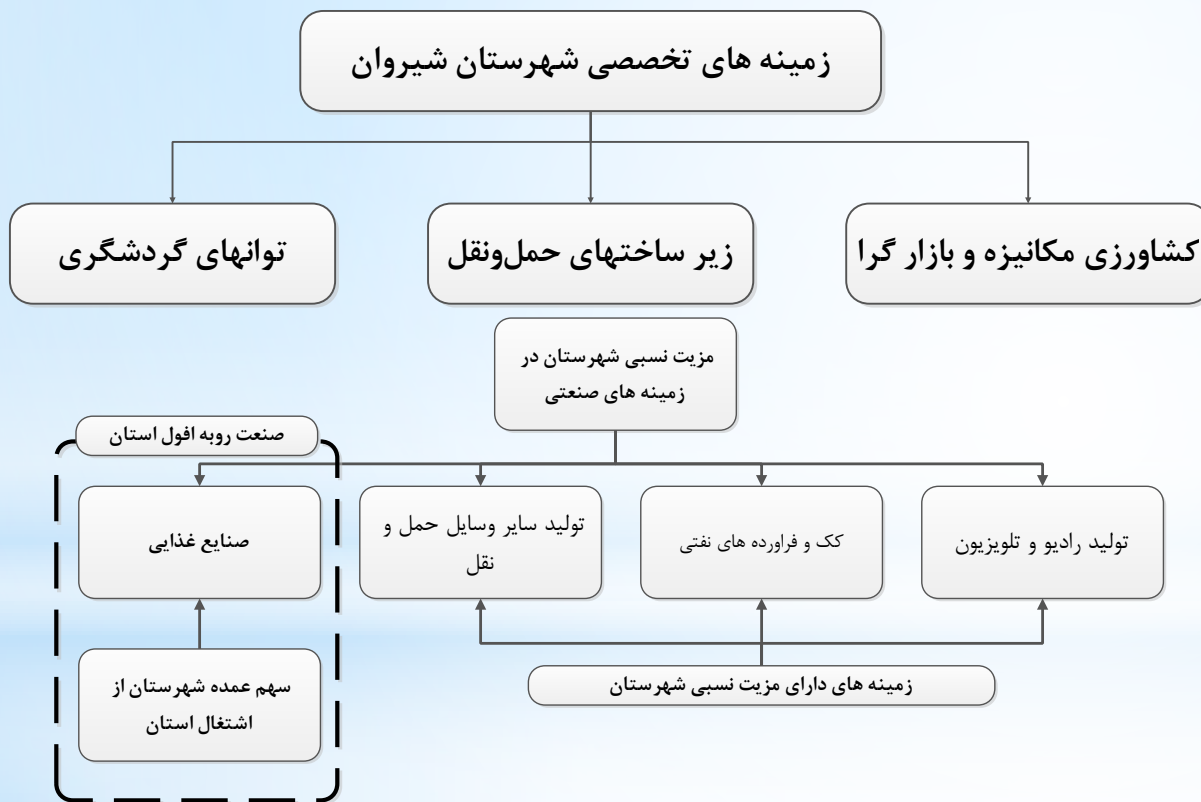 زمینه های تخصصی شهرستان شیروان
کشاورزی مکانیزه و بازار گرا
زیر ساختهای حمل‌ونقل
توانهای گردشگری
مزیت نسبی شهرستان در
زمینه های صنعتی
صنعت روبه افول استان
تولید رادیو و تلویزیون
کک و فراورده های نفتی
تولید سایر وسایل حمل و
نقل
صنایع غذایی
زمینه های دارای مزیت نسبی شهرستان
سهم عمده شهرستان از
اشتغال استان